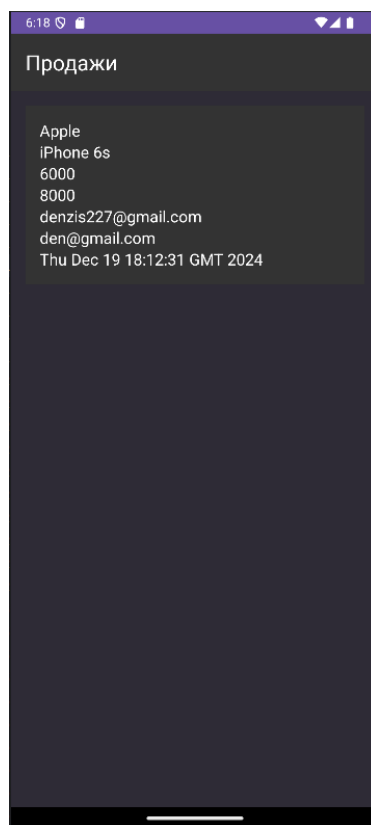 6:18
Продажи
Apple
iPhone 6s
6000
8000
denzis227@gmail.com
den@gmail.com
Thu Dec 19 18:12:31 GMT 2024